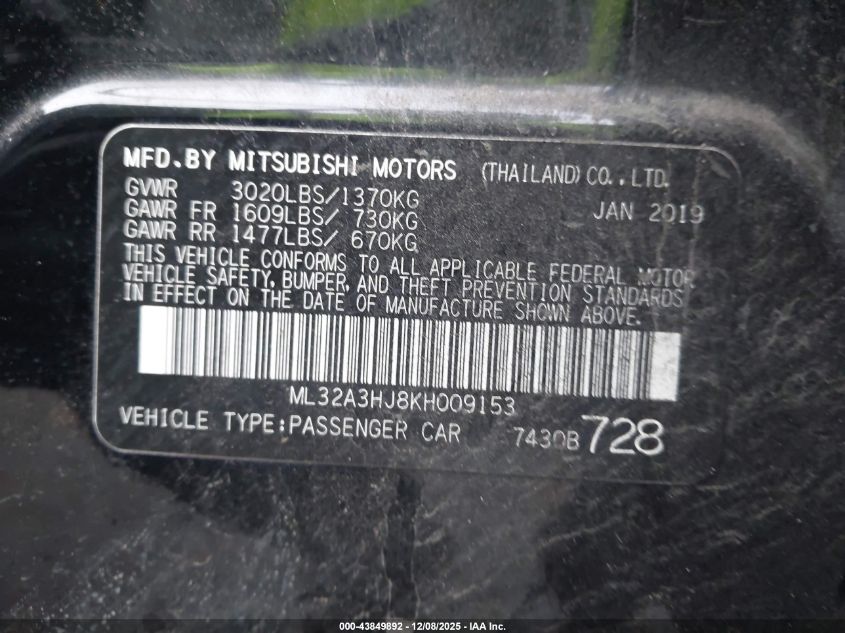 MFD.BY MITSUBISHI MOTORS (THAILAND) CO.,LTD.
GVWR 3020LBS/1370KG JAN 2019
GAWR FR 1609LBS/ 730KG
GAWR RR 1477LBS/ 670KG
THIS VEHICLE CONFORMS TO ALL APPLICABLE FEDERAL MOTOR
VEHICLE SAFETY, BUMPER, AND THEFT PREVENTION STANDARDS
IN EFFECT ON THE DATE OF MANUFACTURE SHOWN ABOVE.
ML32A3HJ8KH009153
VEHICLE TYPE:PASSENGER CAR 7430B 728
000-43849892 - 12/08/2025 - IAA Inc.